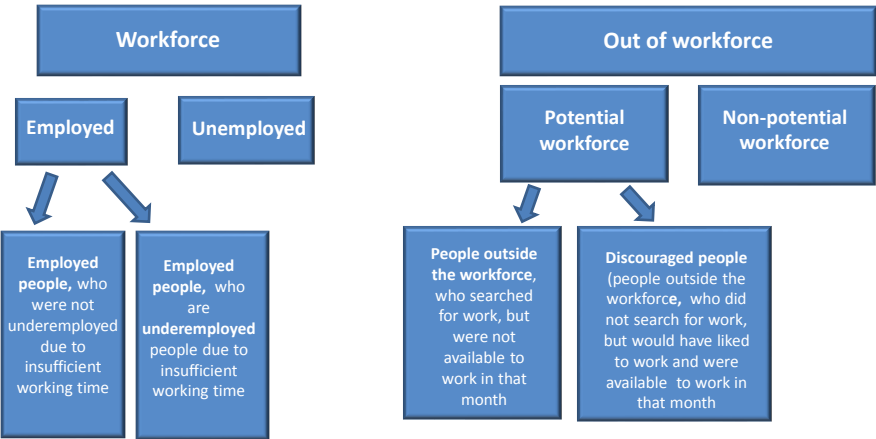 Workforce
Out of workforce
Employed
Unemployed
Potential
workforce
Non-potential
workforce
Employed
people, who
were not
underemployed
due to
insufficient
working time
Employed
people, who
are
underemployed
people due to
insufficient
working time
People outside
the workforce,
who searched
for work, but
were not
available to
work in that
month
Discouraged people
(people outside the
workforce, who did
not search for work,
but would have liked
to work and were
available to work in
that month